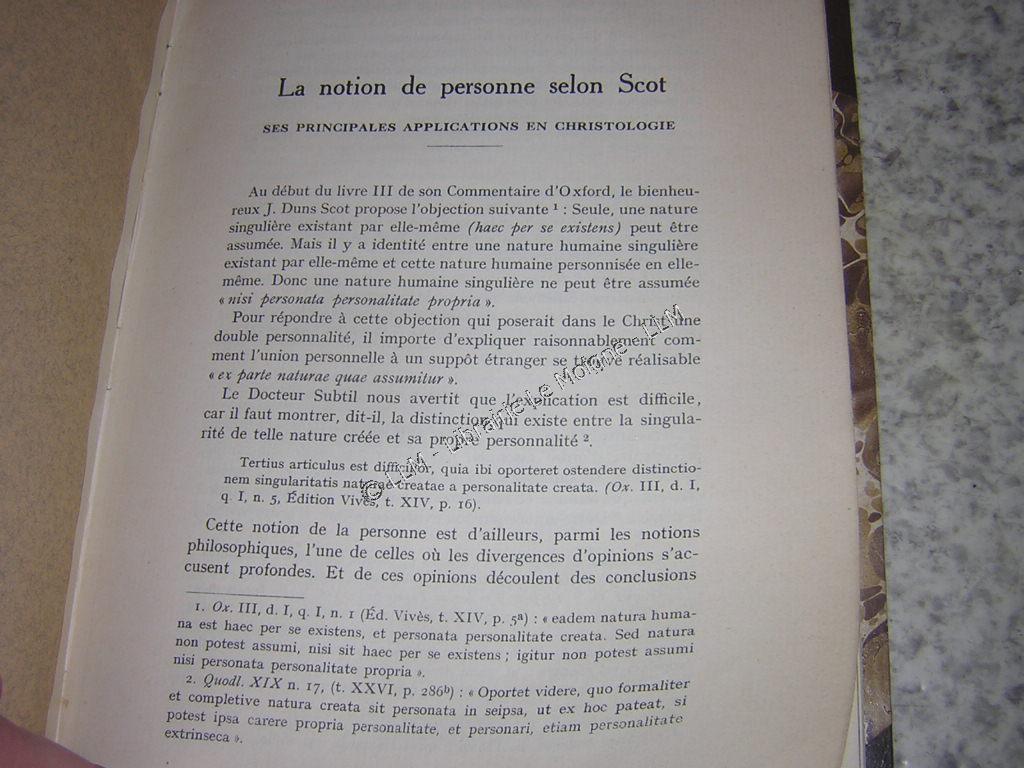 La notion de personne selon Scot
SES PRINCIPALES APPLICATIONS EN CHRISTOLOGIE
Au début du livre III de son Commentaire d'Oxford, le bienheu-
reux J. Duns Scot propose l'objection suivante ¹ : Seule, une nature
singulière existant par elle-même (haec per se existens) peut être
assumée. Mais il y a identité entre une nature humaine singulière
existant par elle-même et cette nature humaine personnisée en elle-
même. Donc une nature humaine singulière ne peut être assumée
« nisi personata personalitate propria ».
Pour répondre à cette objection qui poserait dans le Christ une
double personnalité, il importe d'expliquer raisonnablement com-
ment l'union personnelle à un suppôt étranger se trouve réalisable
« ex parte naturae quae assumitur ».
Le Docteur Subtil nous avertit que l'explication est difficile,
car il faut montrer, dit-il, la distinction qui existe entre la singula-
rité de telle nature créée et sa propre personnalité ².
Tertius articulus est difficilior, quia ibi oporteret ostendere distinctio-
nem singularitatis naturae creatae a personalitate creata. (Ox. III, d. I,
q. I, n. 5, Édition Vivès, t. XIV, p. 16).
Cette notion de la personne est d'ailleurs, parmi les notions
philosophiques, l'une de celles où les divergences d'opinions s'ac-
cusent profondes. Et de ces opinions découlent des conclusions
1. Ox. III, d. I, q. I, n. 1 (Éd. Vivès, t. XIV, p. 5ª) : « eadem natura huma-
na est haec per se existens, et personata personalitate creata. Sed natura
non potest assumi, nisi sit haec per se existens ; igitur non potest assumi
nisi personata personalitate propria ».
2. Quodl. XIX n. 17, (t. XXVI, p. 286ᵇ) : « Oportet videre, quo formaliter
et completive natura creata sit personata in seipsa, ut ex hoc pateat, si
potest ipsa carere propria personalitate, et personari, etiam personalitate
extrinseca ».
© LLM - Librairie Le Moigne - LLM